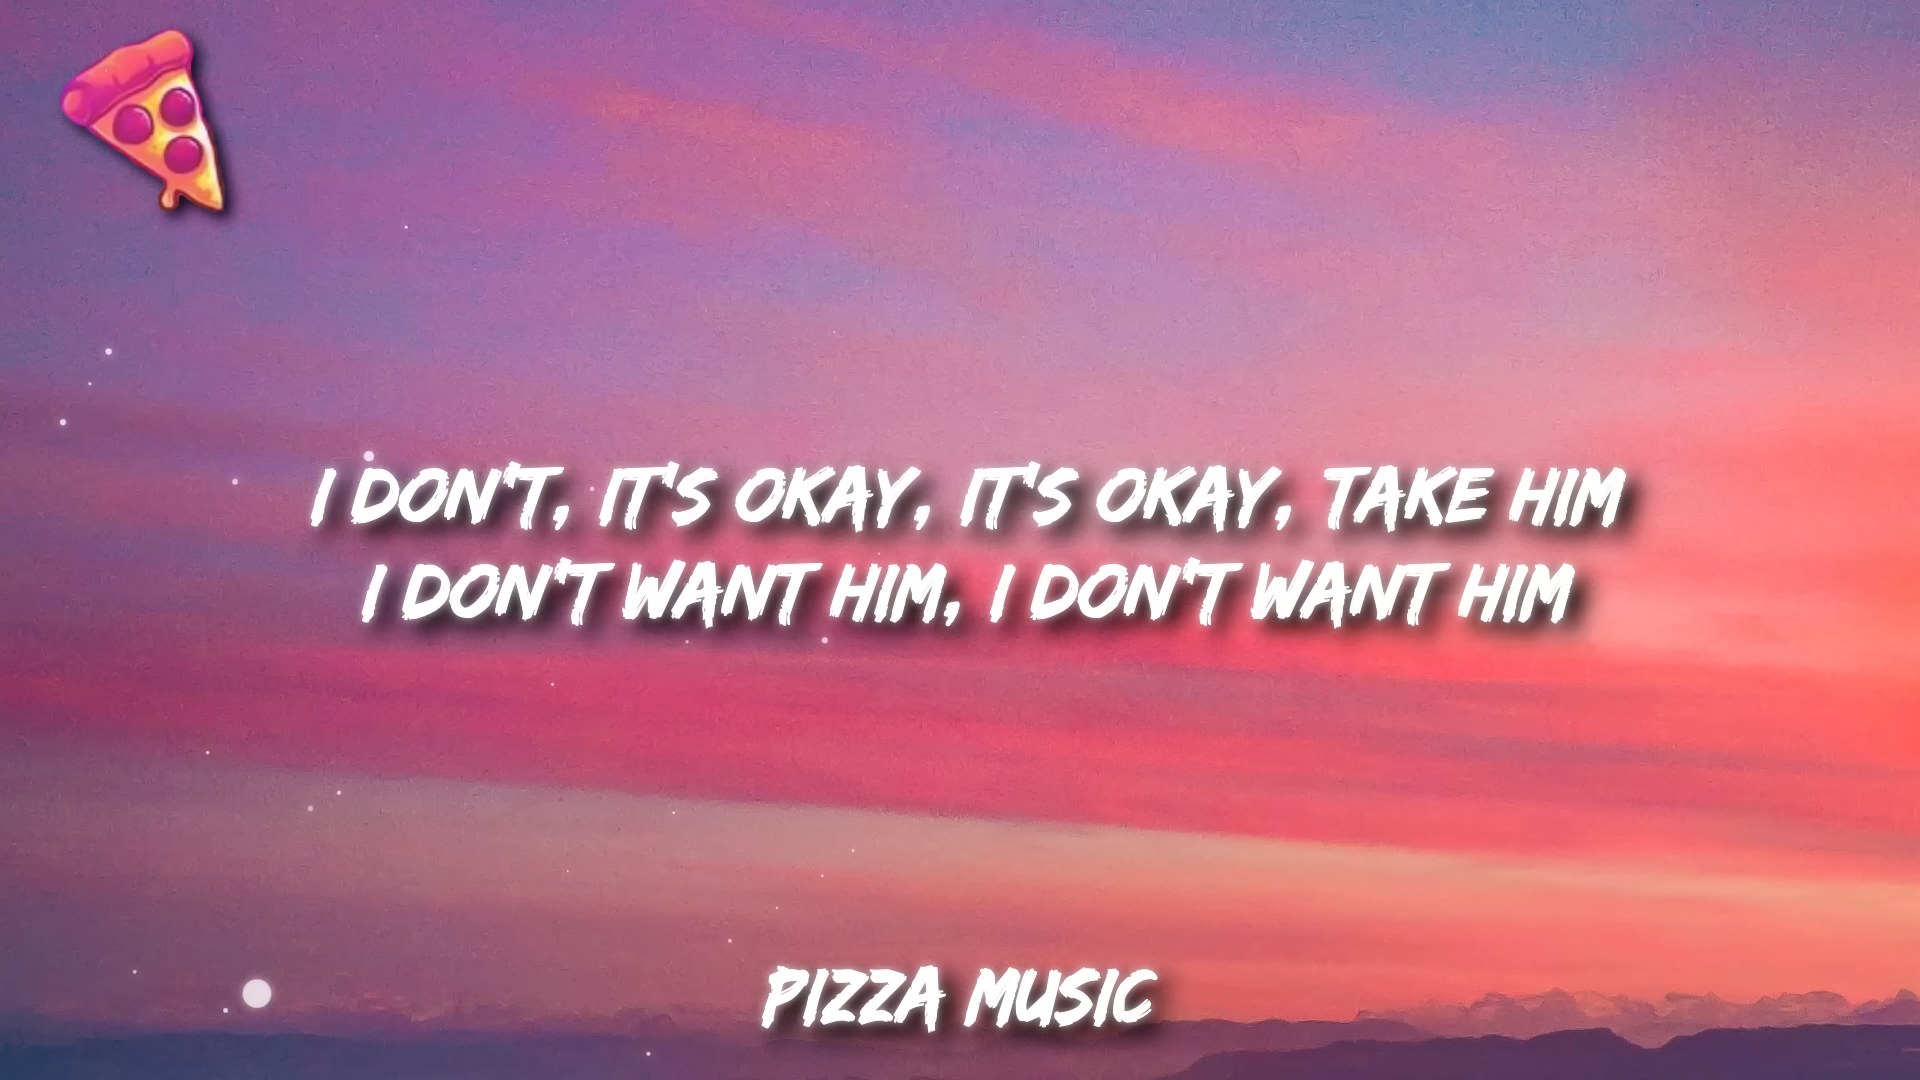 I DON'T, IT'S OKAY, IT'S OKAY, TAKE HIM
I DON'T WANT HIM, I DON'T WANT HIM
PIZZA MUSIC